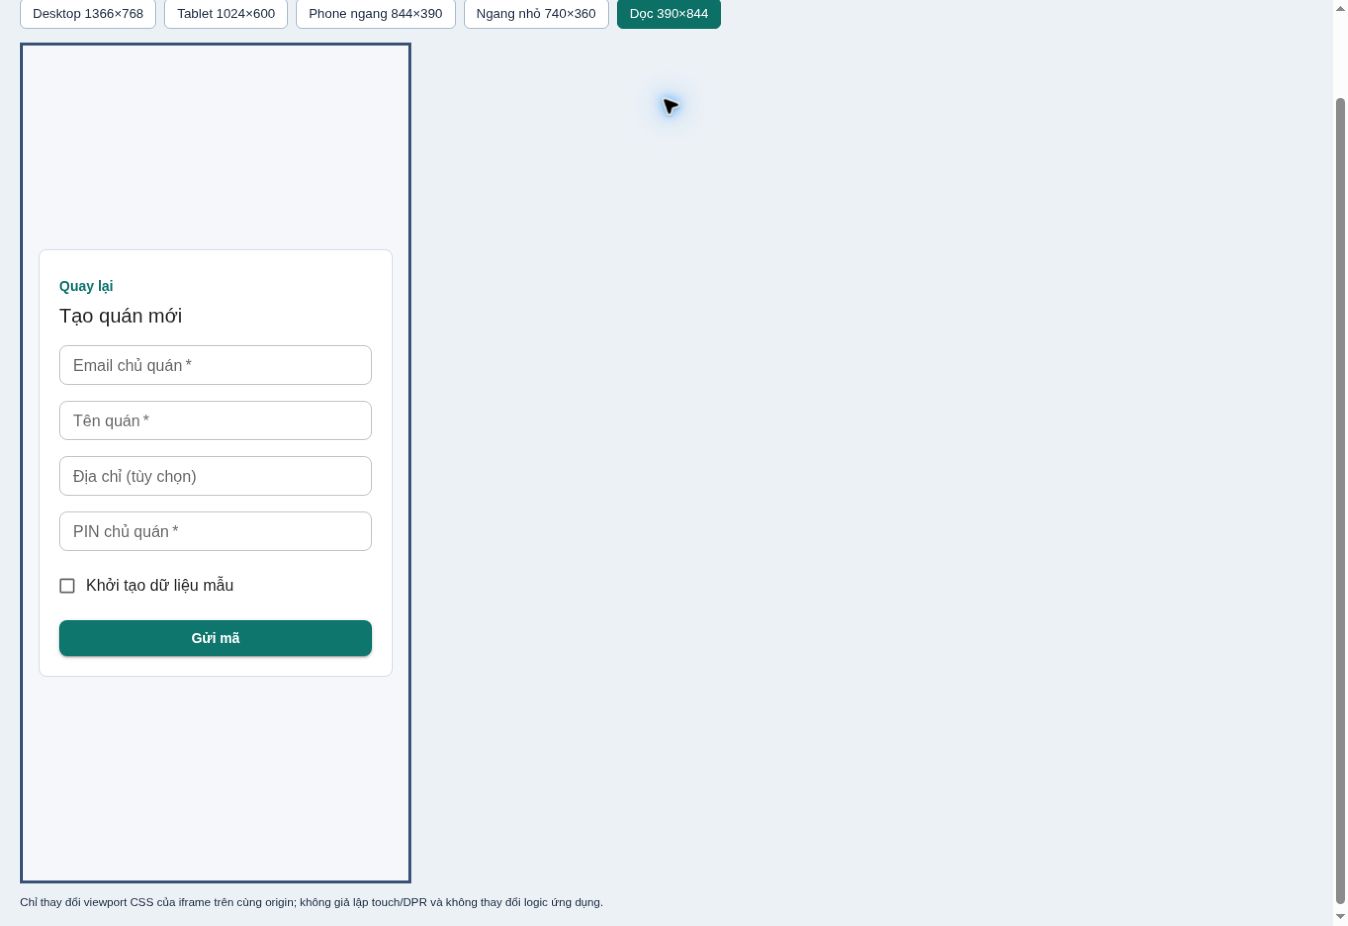 Desktop 1366×768
Tablet 1024×600
Phone ngang 844×390
Ngang nhỏ 740×360
Dọc 390×844
Quay lại
Tạo quán mới
Email chủ quán *
Tên quán *
Địa chỉ (tùy chọn)
PIN chủ quán *
Khởi tạo dữ liệu mẫu
Gửi mã
Chỉ thay đổi viewport CSS của iframe trên cùng origin; không giả lập touch/DPR và không thay đổi logic ứng dụng.